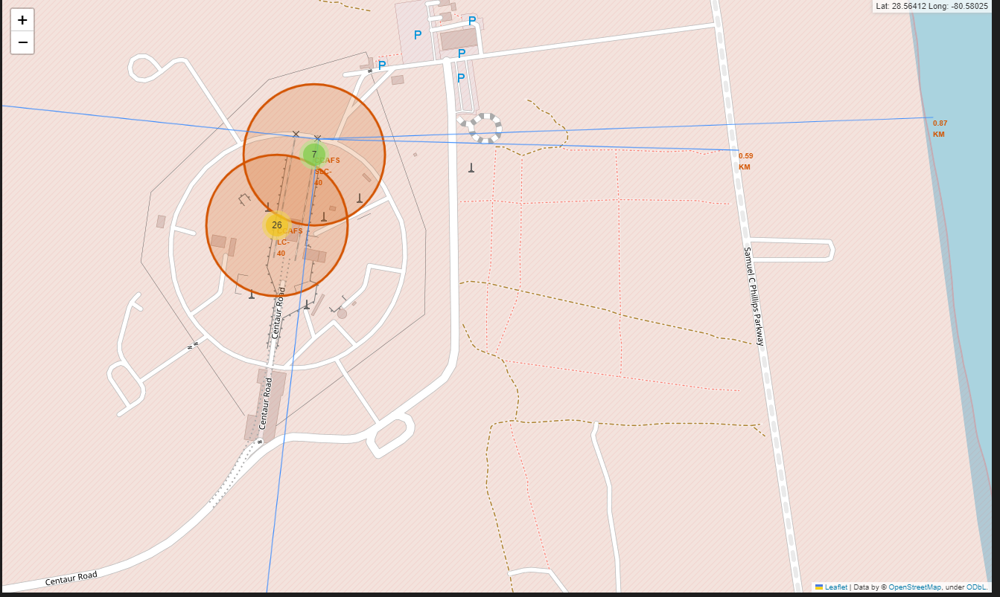 +
−
Lat: 28.56412 Long: -80.58025
P
P
P
P
P
0.87
KM
0.59
KM
7
CCAFS
SLC-
40
26
CCAFS
LC-
40
Samuel C Phillips Parkway
Centaur Road
Centaur Road
Centaur Road
Leaflet | Data by © OpenStreetMap, under ODbL.